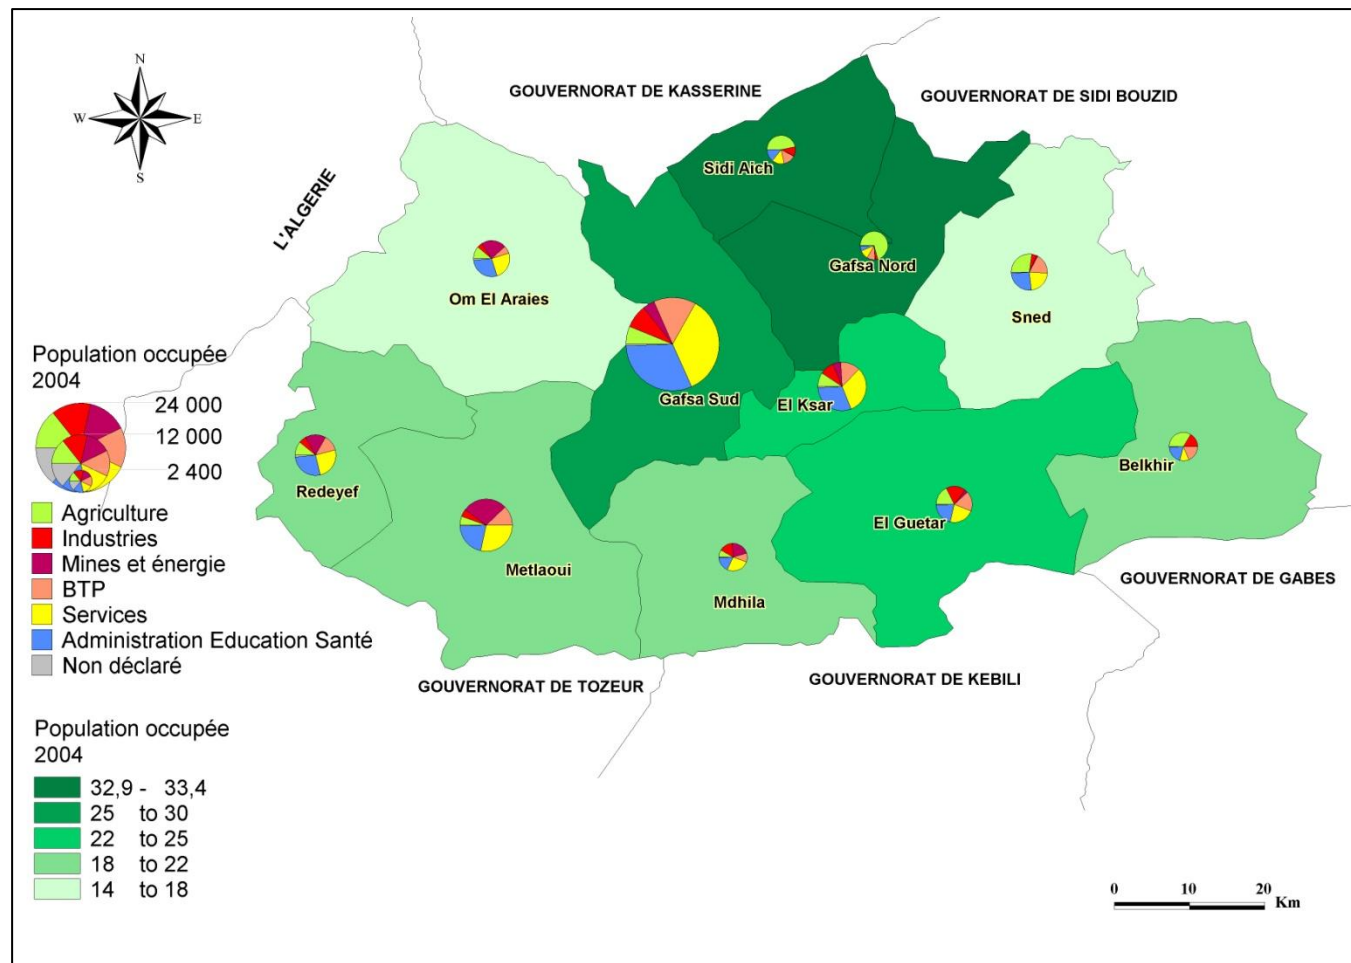 N
W
E
S
GOUVERNORAT DE KASSERINE
GOUVERNORAT DE SIDI BOUZID
L'ALGERIE
Sidi Aich
Gafsa Nord
Om El Araies
Sned
Gafsa Sud
El Ksar
Belkhir
Redeyef
El Guetar
Metlaoui
Mdhila
GOUVERNORAT DE GABES
GOUVERNORAT DE TOZEUR
GOUVERNORAT DE KEBILI
Population occupée
2004
24 000
12 000
2 400
Agriculture
Industries
Mines et énergie
BTP
Services
Administration Education Santé
Non déclaré
Population occupée
2004
32,9 - 33,4
25 to 30
22 to 25
18 to 22
14 to 18
0 10 20
Km